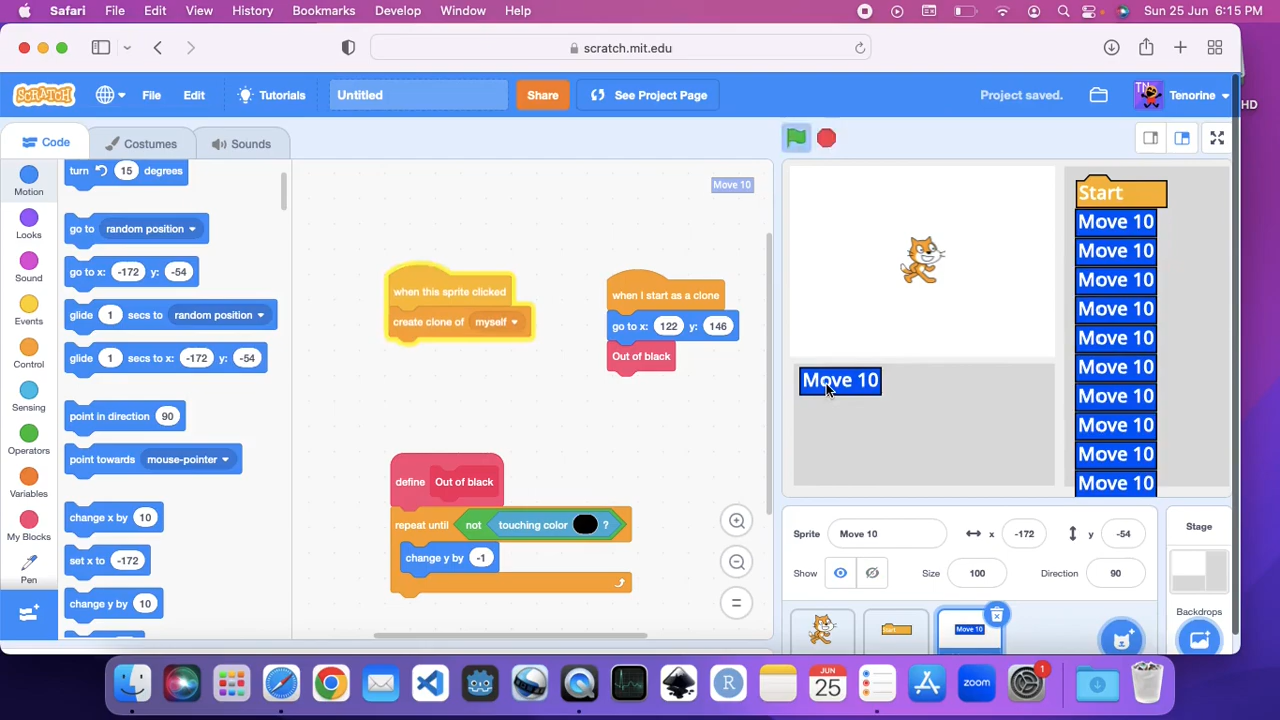 Safari File Edit View History Bookmarks Develop Window Help Sun 25 Jun 6:15 PM
scratch.mit.edu
SCRATCH File Edit Tutorials Untitled Share See Project Page Project saved. TN Tenorine
HD
Code Costumes Sounds
Motion
Looks
Sound
Events
Control
Sensing
Operators
Variables
My Blocks
Pen
turn 15 degrees
go to random position
go to x: -172 y: -54
glide 1 secs to random position
glide 1 secs to x: -172 y: -54
point in direction 90
point towards mouse-pointer
change x by 10
set x to -172
change y by 10
Move 10
when this sprite clicked
create clone of myself
when I start as a clone
go to x: 122 y: 146
Out of black
define Out of black
repeat until not touching color ?
change y by -1
Move 10
Start
Move 10
Move 10
Move 10
Move 10
Move 10
Move 10
Move 10
Move 10
Move 10
Move 10
Sprite Move 10 x -172 y -54
Show Size 100 Direction 90
Stage
Backdrops
Start
Move 10
JUN
25
zoom
1
R